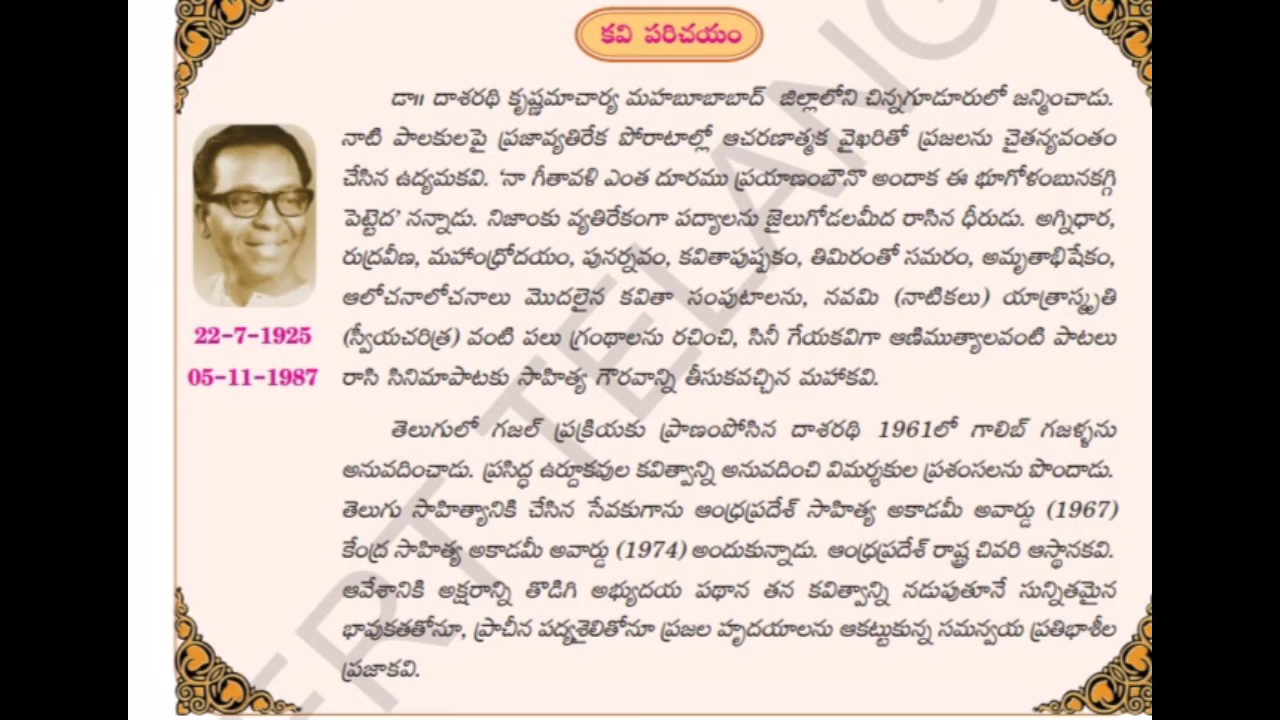 కవి పరిచయం
డా॥ దాశరథి కృష్ణమాచార్య మహబూబాబాద్ జిల్లాలోని చిన్నగూడూరులో జన్మించాడు.
నాటి పాలకులపై ప్రజావ్యతిరేక పోరాటాల్లో ఆచరణాత్మక వైఖరితో ప్రజలను చైతన్యవంతం
చేసిన ఉద్యమకవి. ‘నా గీతావళి ఎంత దూరము ప్రయాణంబౌనొ అందాక ఈ భూగోళంబునకగ్గి
పెట్టెద’ నన్నాడు. నిజాంకు వ్యతిరేకంగా పద్యాలను జైలుగోడలమీద రాసిన ధీరుడు. అగ్నిధార,
రుద్రవీణ, మహాంధ్రోదయం, పునర్నవం, కవితాపుష్పకం, తిమిరంతో సమరం, అమృతాభిషేకం,
ఆలోచనాలోచనాలు మొదలైన కవితా సంపుటాలను, నవమి (నాటికలు) యాత్రాస్మృతి
(స్వీయచరిత్ర) వంటి పలు గ్రంథాలను రచించి, సినీ గేయకవిగా ఆణిముత్యాలవంటి పాటలు
రాసి సినిమాపాటకు సాహిత్య గౌరవాన్ని తీసుకవచ్చిన మహాకవి.
22-7-1925
05-11-1987
తెలుగులో గజల్ ప్రక్రియకు ప్రాణంపోసిన దాశరథి 1961లో గాలిబ్ గజళ్ళను
అనువదించాడు. ప్రసిద్ధ ఉర్దూకవుల కవిత్వాన్ని అనువదించి విమర్శకుల ప్రశంసలను పొందాడు.
తెలుగు సాహిత్యానికి చేసిన సేవకుగాను ఆంధ్రప్రదేశ్ సాహిత్య అకాడమీ అవార్డు (1967)
కేంద్ర సాహిత్య అకాడమీ అవార్డు (1974) అందుకున్నాడు. ఆంధ్రప్రదేశ్ రాష్ట్ర చివరి ఆస్థానకవి.
ఆవేశానికి అక్షరాన్ని తొడిగి అభ్యుదయ పథాన తన కవిత్వాన్ని నడుపుతూనే సున్నితమైన
భావుకతతోనూ, ప్రాచీన పద్యశైలితోనూ ప్రజల హృదయాలను ఆకట్టుకున్న సమన్వయ ప్రతిభాశీల
ప్రజాకవి.
ERT TELANG